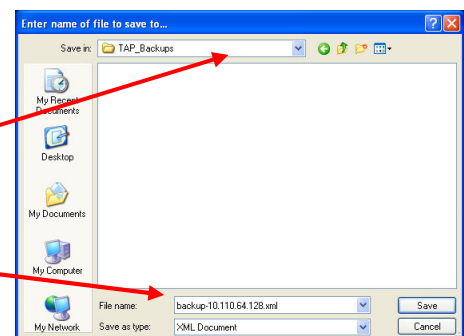 Enter name of file to save to...
Save in: TAP_Backups
My Recent
Documents
Desktop
My Documents
My Computer
File name: backup-10.110.64.128.xml Save
My Network Save as type: XML Document Cancel